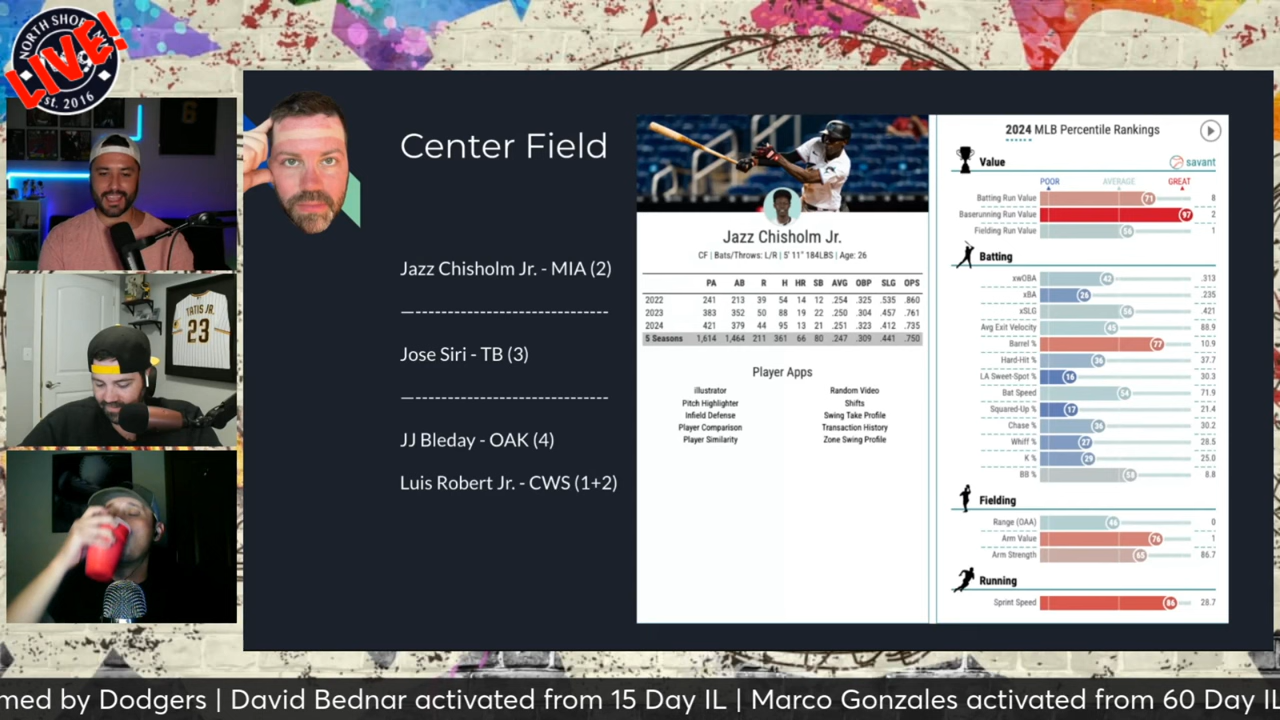 NORTH SHO
LIVE!
Est. 2016
6
TATIS JR.
23
Center Field
Jazz Chisholm Jr. - MIA (2)
Jose Siri - TB (3)
JJ Bleday - OAK (4)
Luis Robert Jr. - CWS (1+2)
Jazz Chisholm Jr.
CF | Bats/Throws: L/R | 5' 11" 184LBS | Age: 26
PA AB R H HR SB AVG OBP SLG OPS
2022 241 213 39 54 14 12 .254 .325 .535 .860
2023 383 352 50 88 19 22 .250 .304 .457 .761
2024 421 379 44 95 13 21 .251 .323 .412 .735
5 Seasons 1,614 1,464 211 361 66 80 .247 .309 .441 .750
Player Apps
illustrator Random Video
Pitch Highlighter Shifts
Infield Defense Swing Take Profile
Player Comparison Transaction History
Player Similarity Zone Swing Profile
2024 MLB Percentile Rankings
Value savant
POOR AVERAGE GREAT
Batting Run Value 71 8
Baserunning Run Value 97 2
Fielding Run Value 56 1
Batting
xwOBA 43 .313
xBA 26 .235
xSLG 56 .421
Avg Exit Velocity 45 88.9
Barrel % 77 10.9
Hard-Hit % 36 37.7
LA Sweet-Spot % 16 30.3
Bat Speed 54 71.9
Squared-Up % 17 21.4
Chase % 36 30.2
Whiff % 27 28.5
K % 29 25.0
BB % 58 8.8
Fielding
Range (OAA) 46 0
Arm Value 76 1
Arm Strength 65 86.7
Running
Sprint Speed 86 28.7
med by Dodgers | David Bednar activated from 15 Day IL | Marco Gonzales activated from 60 Day IL